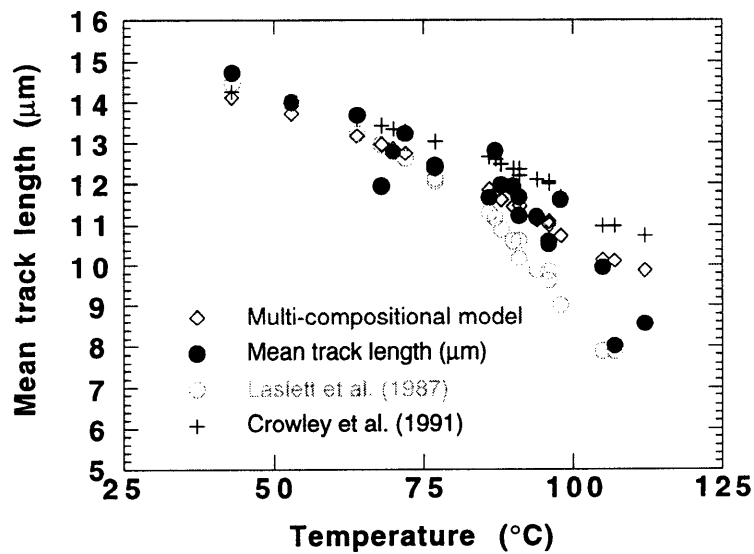 16
15
14
13
12
11
10
9
8
7
6
5
Mean track length (μm)
Multi-compositional model
Mean track length (μm)
Laslett et al. (1987)
Crowley et al. (1991)
25
50
75
100
125
Temperature (°C)